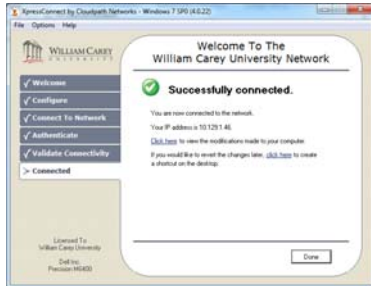 XpressConnect by Cloudpath Networks - Windows 7 SP0 (4.0.22)
File Options Help
WILLIAM CAREY
UNIVERSITY
Welcome To The
William Carey University Network
✓ Welcome
✓ Configure
✓ Connect To Network
✓ Authenticate
✓ Validate Connectivity
> Connected
Successfully connected.
You are now connected to the network.
Your IP address is 10.129.1.46.
Click here to view the modifications made to your computer.
If you would like to revert the changes later, click here to create
a shortcut on the desktop.
Licensed To
William Carey University
Dell Inc.
Precision M6400
Done